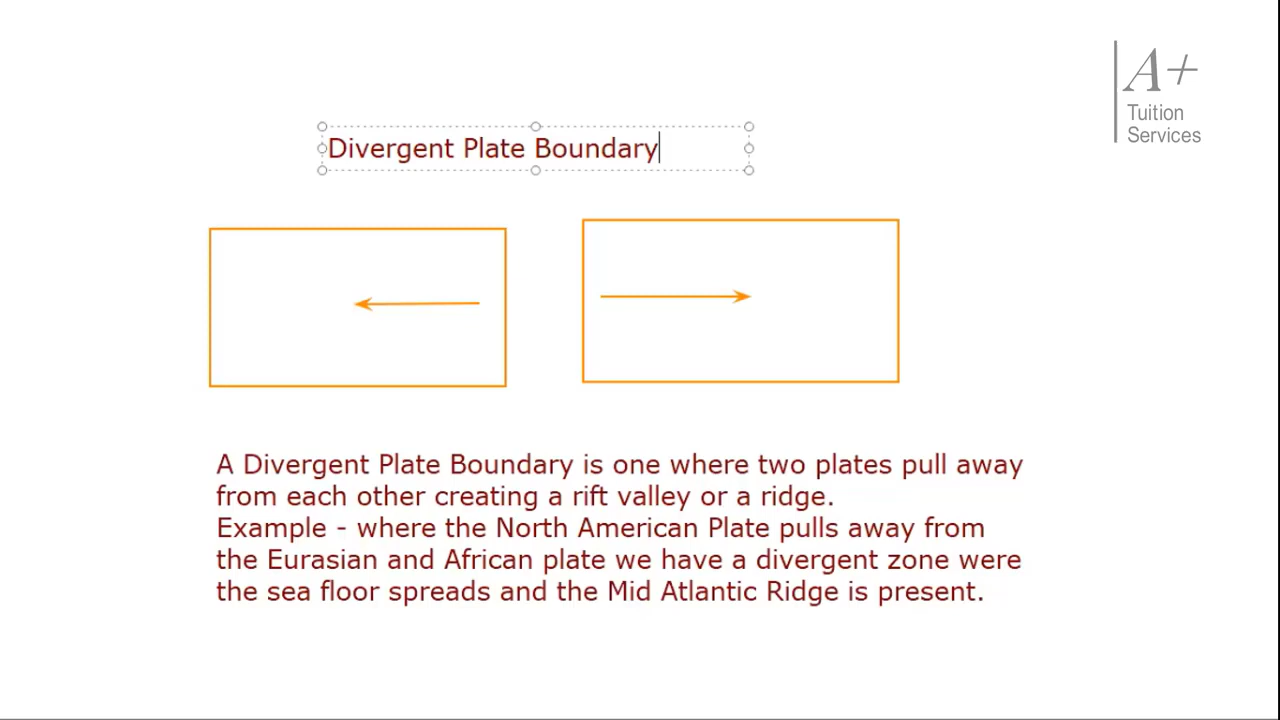 A+
Tuition
Services
Divergent Plate Boundary
A Divergent Plate Boundary is one where two plates pull away
from each other creating a rift valley or a ridge.
Example - where the North American Plate pulls away from
the Eurasian and African plate we have a divergent zone were
the sea floor spreads and the Mid Atlantic Ridge is present.